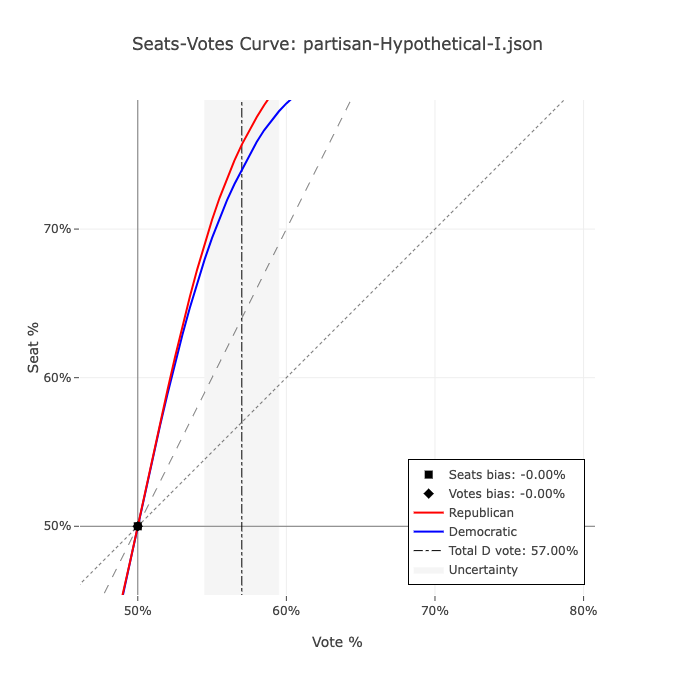 Seats-Votes Curve: partisan-Hypothetical-I.json
70%
60%
50%
Seat %
Seats bias: -0.00%
Votes bias: -0.00%
Republican
Democratic
Total D vote: 57.00%
Uncertainty
50%
60%
70%
80%
Vote %